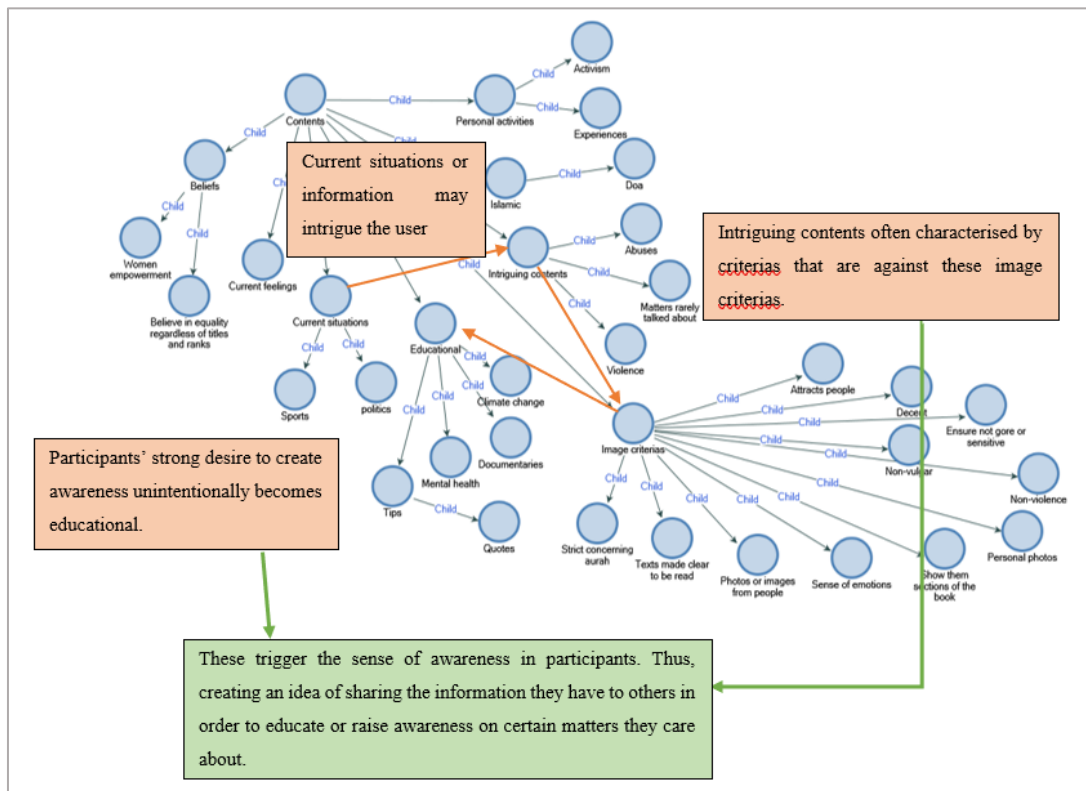 Activism
Child
Contents
Child
Personal activities
Child
Experiences
Child
Beliefs
Child
Women
empowerment
Child
Believe in equality
regardless of titles
and ranks
Current feelings
Current situations or
information may
intrigue the user
Islamic
Child
Doa
Intriguing contents
Child
Abuses
Child
Matters rarely
talked about
Child
Violence
Child
Intriguing contents often characterised by
criterias that are against these image
criterias.
Current situations
Child
Sports
Child
politics
Educational
Child
Climate change
Child
Documentaries
Child
Mental health
Child
Tips
Child
Quotes
Image criterias
Child
Attracts people
Child
Decent
Child
Ensure not gore or
sensitive
Child
Non-vulgar
Child
Non-violence
Child
Personal photos
Child
Show them
sections of the
book
Child
Sense of emotions
Child
Photos or images
from people
Child
Texts made clear
to be read
Child
Strict concerning
aurah
Participants’ strong desire to create
awareness unintentionally becomes
educational.
These trigger the sense of awareness in participants. Thus,
creating an idea of sharing the information they have to others in
order to educate or raise awareness on certain matters they care
about.